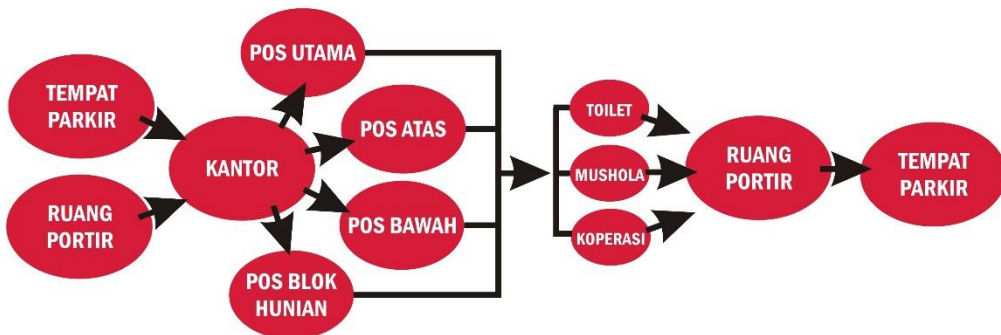 TEMPAT
PARKIR
RUANG
PORTIR
KANTOR
POS UTAMA
POS ATAS
POS BAWAH
POS BLOK
HUNIAN
TOILET
MUSHOLA
KOPERASI
RUANG
PORTIR
TEMPAT
PARKIR